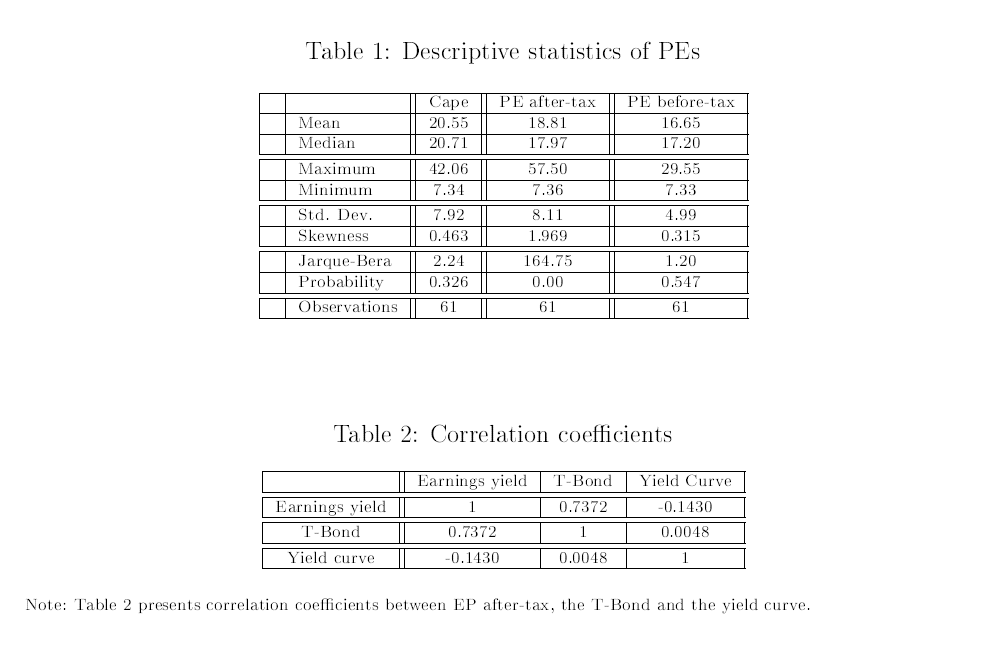 Table 1: Descriptive statistics of PEs
Cape PE after-tax PE before-tax
Mean 20.55 18.81 16.65
Median 20.71 17.97 17.20
Maximum 42.06 57.50 29.55
Minimum 7.34 7.36 7.33
Std. Dev. 7.92 8.11 4.99
Skewness 0.463 1.969 0.315
Jarque-Bera 2.24 164.75 1.20
Probability 0.326 0.00 0.547
Observations 61 61 61
Table 2: Correlation coefficients
Earnings yield T-Bond Yield Curve
Earnings yield 1 0.7372 -0.1430
T-Bond 0.7372 1 0.0048
Yield curve -0.1430 0.0048 1
Note: Table 2 presents correlation coefficients between EP after-tax, the T-Bond and the yield curve.